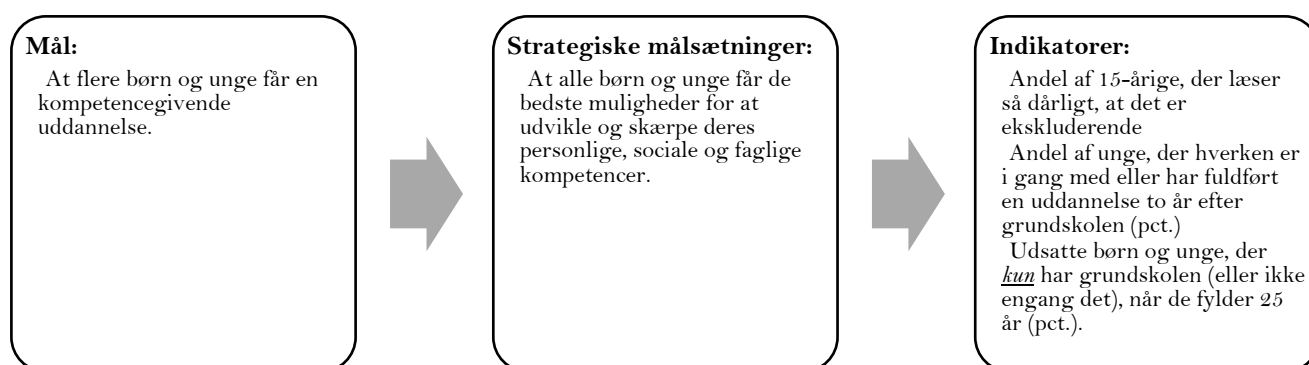 Mål:
At flere børn og unge får en
kompetencegivende
uddannelse.
Strategiske målsætninger:
At alle børn og unge får de
bedste muligheder for at
udvikle og skærpe deres
personlige, sociale og faglige
kompetencer.
Indikatorer:
Andel af 15-årige, der læser
så dårligt, at det er
ekskluderende
Andel af unge, der hverken er
i gang med eller har fuldført
en uddannelse to år efter
grundskolen (pct.)
Udsatte børn og unge, der
kun har grundskolen (eller ikke
engang det), når de fylder 25
år (pct.).